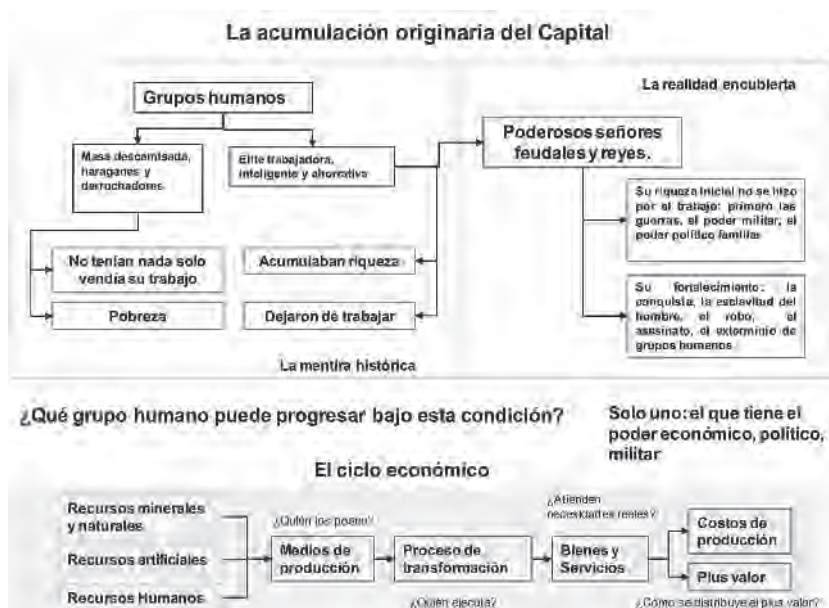 La acumulación originaria del Capital
La realidad encubierta
Grupos humanos
Masa descamisada,
haraganes y
derrochadores
Elite trabajadora,
inteligente y ahorrativa
Poderosos señores
feudales y reyes.
Su riqueza inicial no se hizo
por el trabajo: primero las
guerras, el poder militar, el
poder político familiar
No tenían nada solo
vendía su trabajo
Acumulaban riqueza
Pobreza
Dejaron de trabajar
Su fortalecimiento: la
conquista, la esclavitud del
hombre, el robo, el
asesinato, el exterminio de
grupos humanos
La mentira histórica
¿Qué grupo humano puede progresar bajo esta condición?
Solo uno: el que tiene el
poder económico, político,
militar
El ciclo económico
Recursos minerales
y naturales
Recursos artificiales
Recursos Humanos
¿Quién los posee?
Medios de
producción
Proceso de
transformación
¿Quién ejecuta?
¿Atienden
necesidades reales?
Bienes y
Servicios
Costos de
producción
Plus valor
¿Cómo se distribuye el plus valor?